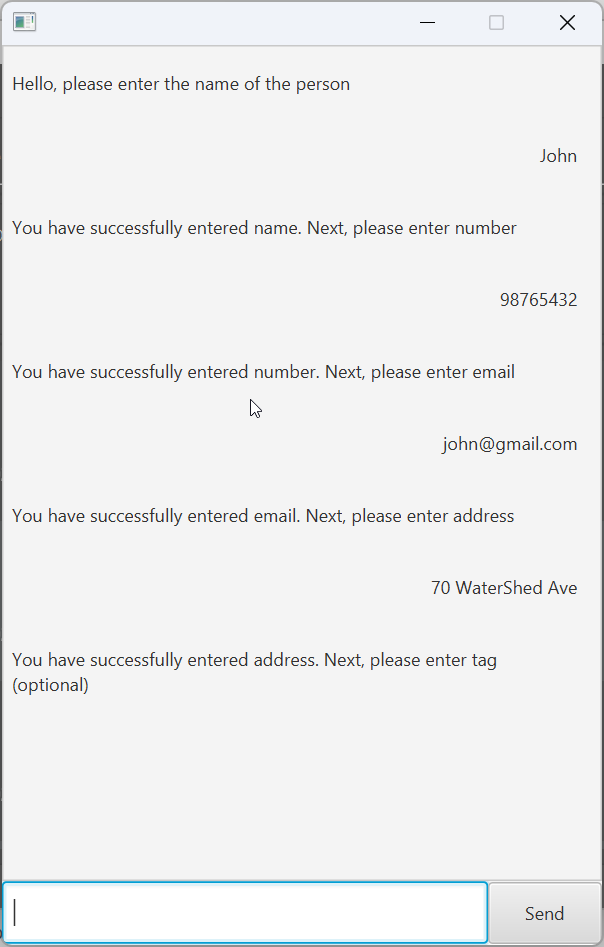 Hello, please enter the name of the person
John
You have successfully entered name. Next, please enter number
98765432
You have successfully entered number. Next, please enter email
john@gmail.com
You have successfully entered email. Next, please enter address
70 WaterShed Ave
You have successfully entered address. Next, please enter tag
(optional)
Send